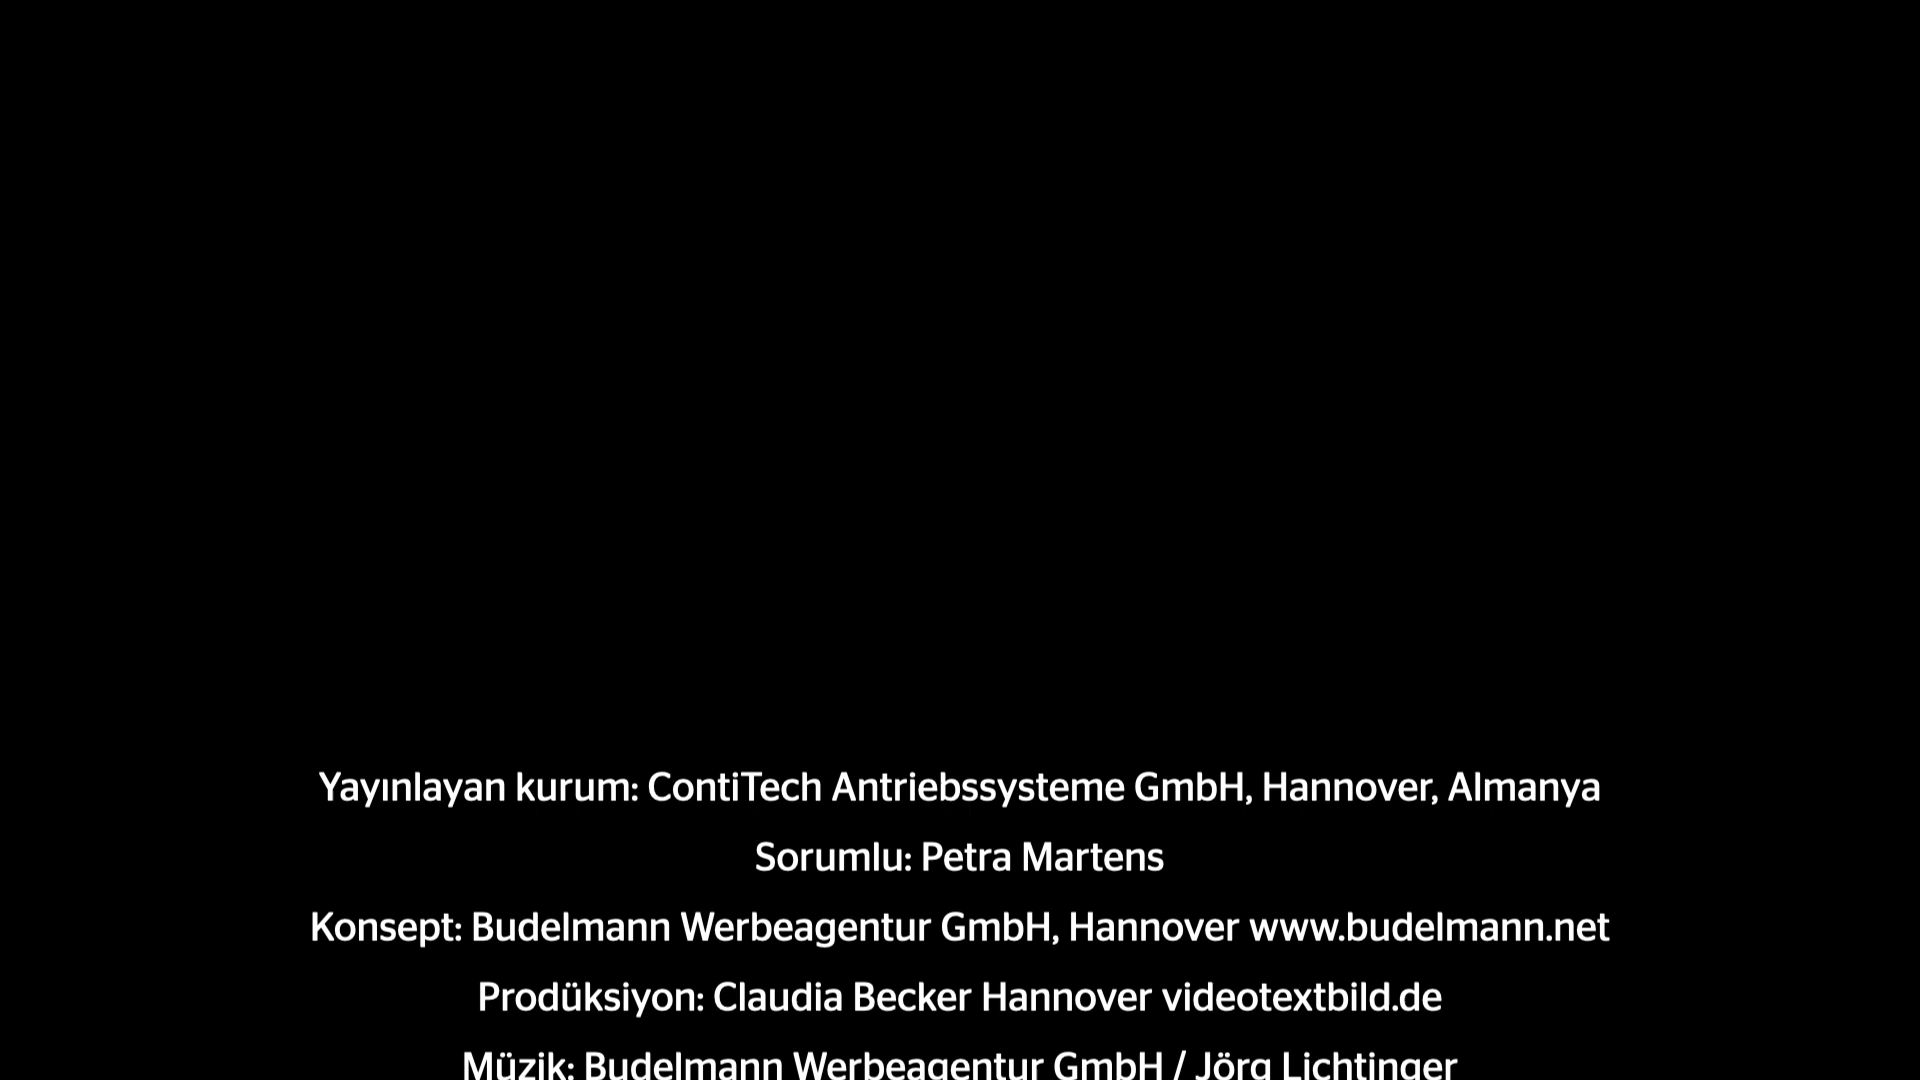 Yayınlayan kurum: ContiTech Antriebssysteme GmbH, Hannover, Almanya
Sorumlu: Petra Martens
Konsept: Budelmann Werbeagentur GmbH, Hannover www.budelmann.net
Prodüksiyon: Claudia Becker Hannover videotextbild.de
Müzik: Budelmann Werbeagentur GmbH / Jörg Lichtinger